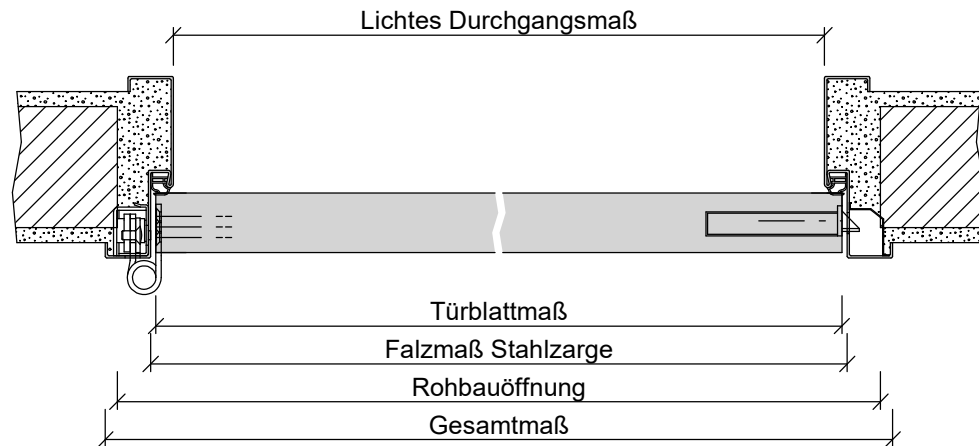 Lichtes Durchgangsmaß
Türblattmaß
Falzmaß Stahlzarge
Rohbauöffnung
Gesamtmaß